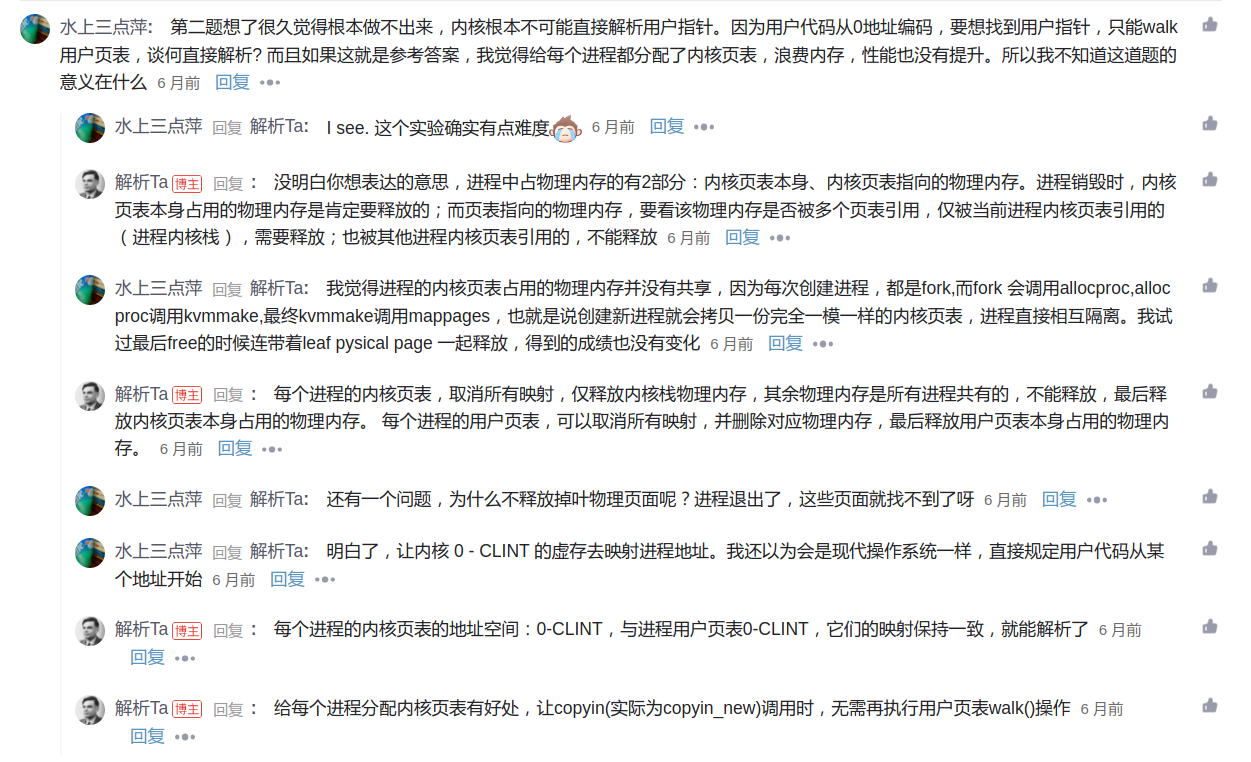 水上三点萍: 第二题想了很久觉得根本做不出来，内核根本不可能直接解析用户指针。因为用户代码从0地址编码，要想找到用户指针，只能walk
用户页表，谈何直接解析? 而且如果这就是参考答案，我觉得给每个进程都分配了内核页表，浪费内存，性能也没有提升。所以我不知道这道题的
意义在什么 6 月前 回复 •••
水上三点萍 回复 解析Ta: I see. 这个实验确实有点难度 6 月前 回复 •••
解析Ta 博主 回复： 没明白你想表达的意思，进程中占物理内存的有2部分：内核页表本身、内核页表指向的物理内存。进程销毁时，内核
页表本身占用的物理内存是肯定要释放的；而页表指向的物理内存，要看该物理内存是否被多个页表引用，仅被当前进程内核页表引用的
（进程内核栈），需要释放；也被其他进程内核页表引用的，不能释放 6 月前 回复 •••
水上三点萍 回复 解析Ta: 我觉得进程的内核页表占用的物理内存并没有共享，因为每次创建进程，都是fork,而fork 会调用allocproc,alloc
proc调用kvmmake,最终kvmmake调用mappages，也就是说创建新进程就会拷贝一份完全一模一样的内核页表，进程直接相互隔离。我试
过最后free的时候连带着leaf pysical page 一起释放，得到的成绩也没有变化 6 月前 回复 •••
解析Ta 博主 回复： 每个进程的内核页表，取消所有映射，仅释放内核栈物理内存，其余物理内存是所有进程共有的，不能释放，最后释
放内核页表本身占用的物理内存。 每个进程的用户页表，可以取消所有映射，并删除对应物理内存，最后释放用户页表本身占用的物理内
存。 6 月前 回复 •••
水上三点萍 回复 解析Ta: 还有一个问题，为什么不释放掉叶物理页面呢？进程退出了，这些页面就找不到了呀 6 月前 回复 •••
水上三点萍 回复 解析Ta: 明白了，让内核 0 - CLINT 的虚存去映射进程地址。我还以为会是现代操作系统一样，直接规定用户代码从某
个地址开始 6 月前 回复 •••
解析Ta 博主 回复： 每个进程的内核页表的地址空间：0-CLINT，与进程用户页表0-CLINT，它们的映射保持一致，就能解析了 6 月前
回复 •••
解析Ta 博主 回复： 给每个进程分配内核页表有好处，让copyin(实际为copyin_new)调用时，无需再执行用户页表walk()操作 6 月前
回复 •••